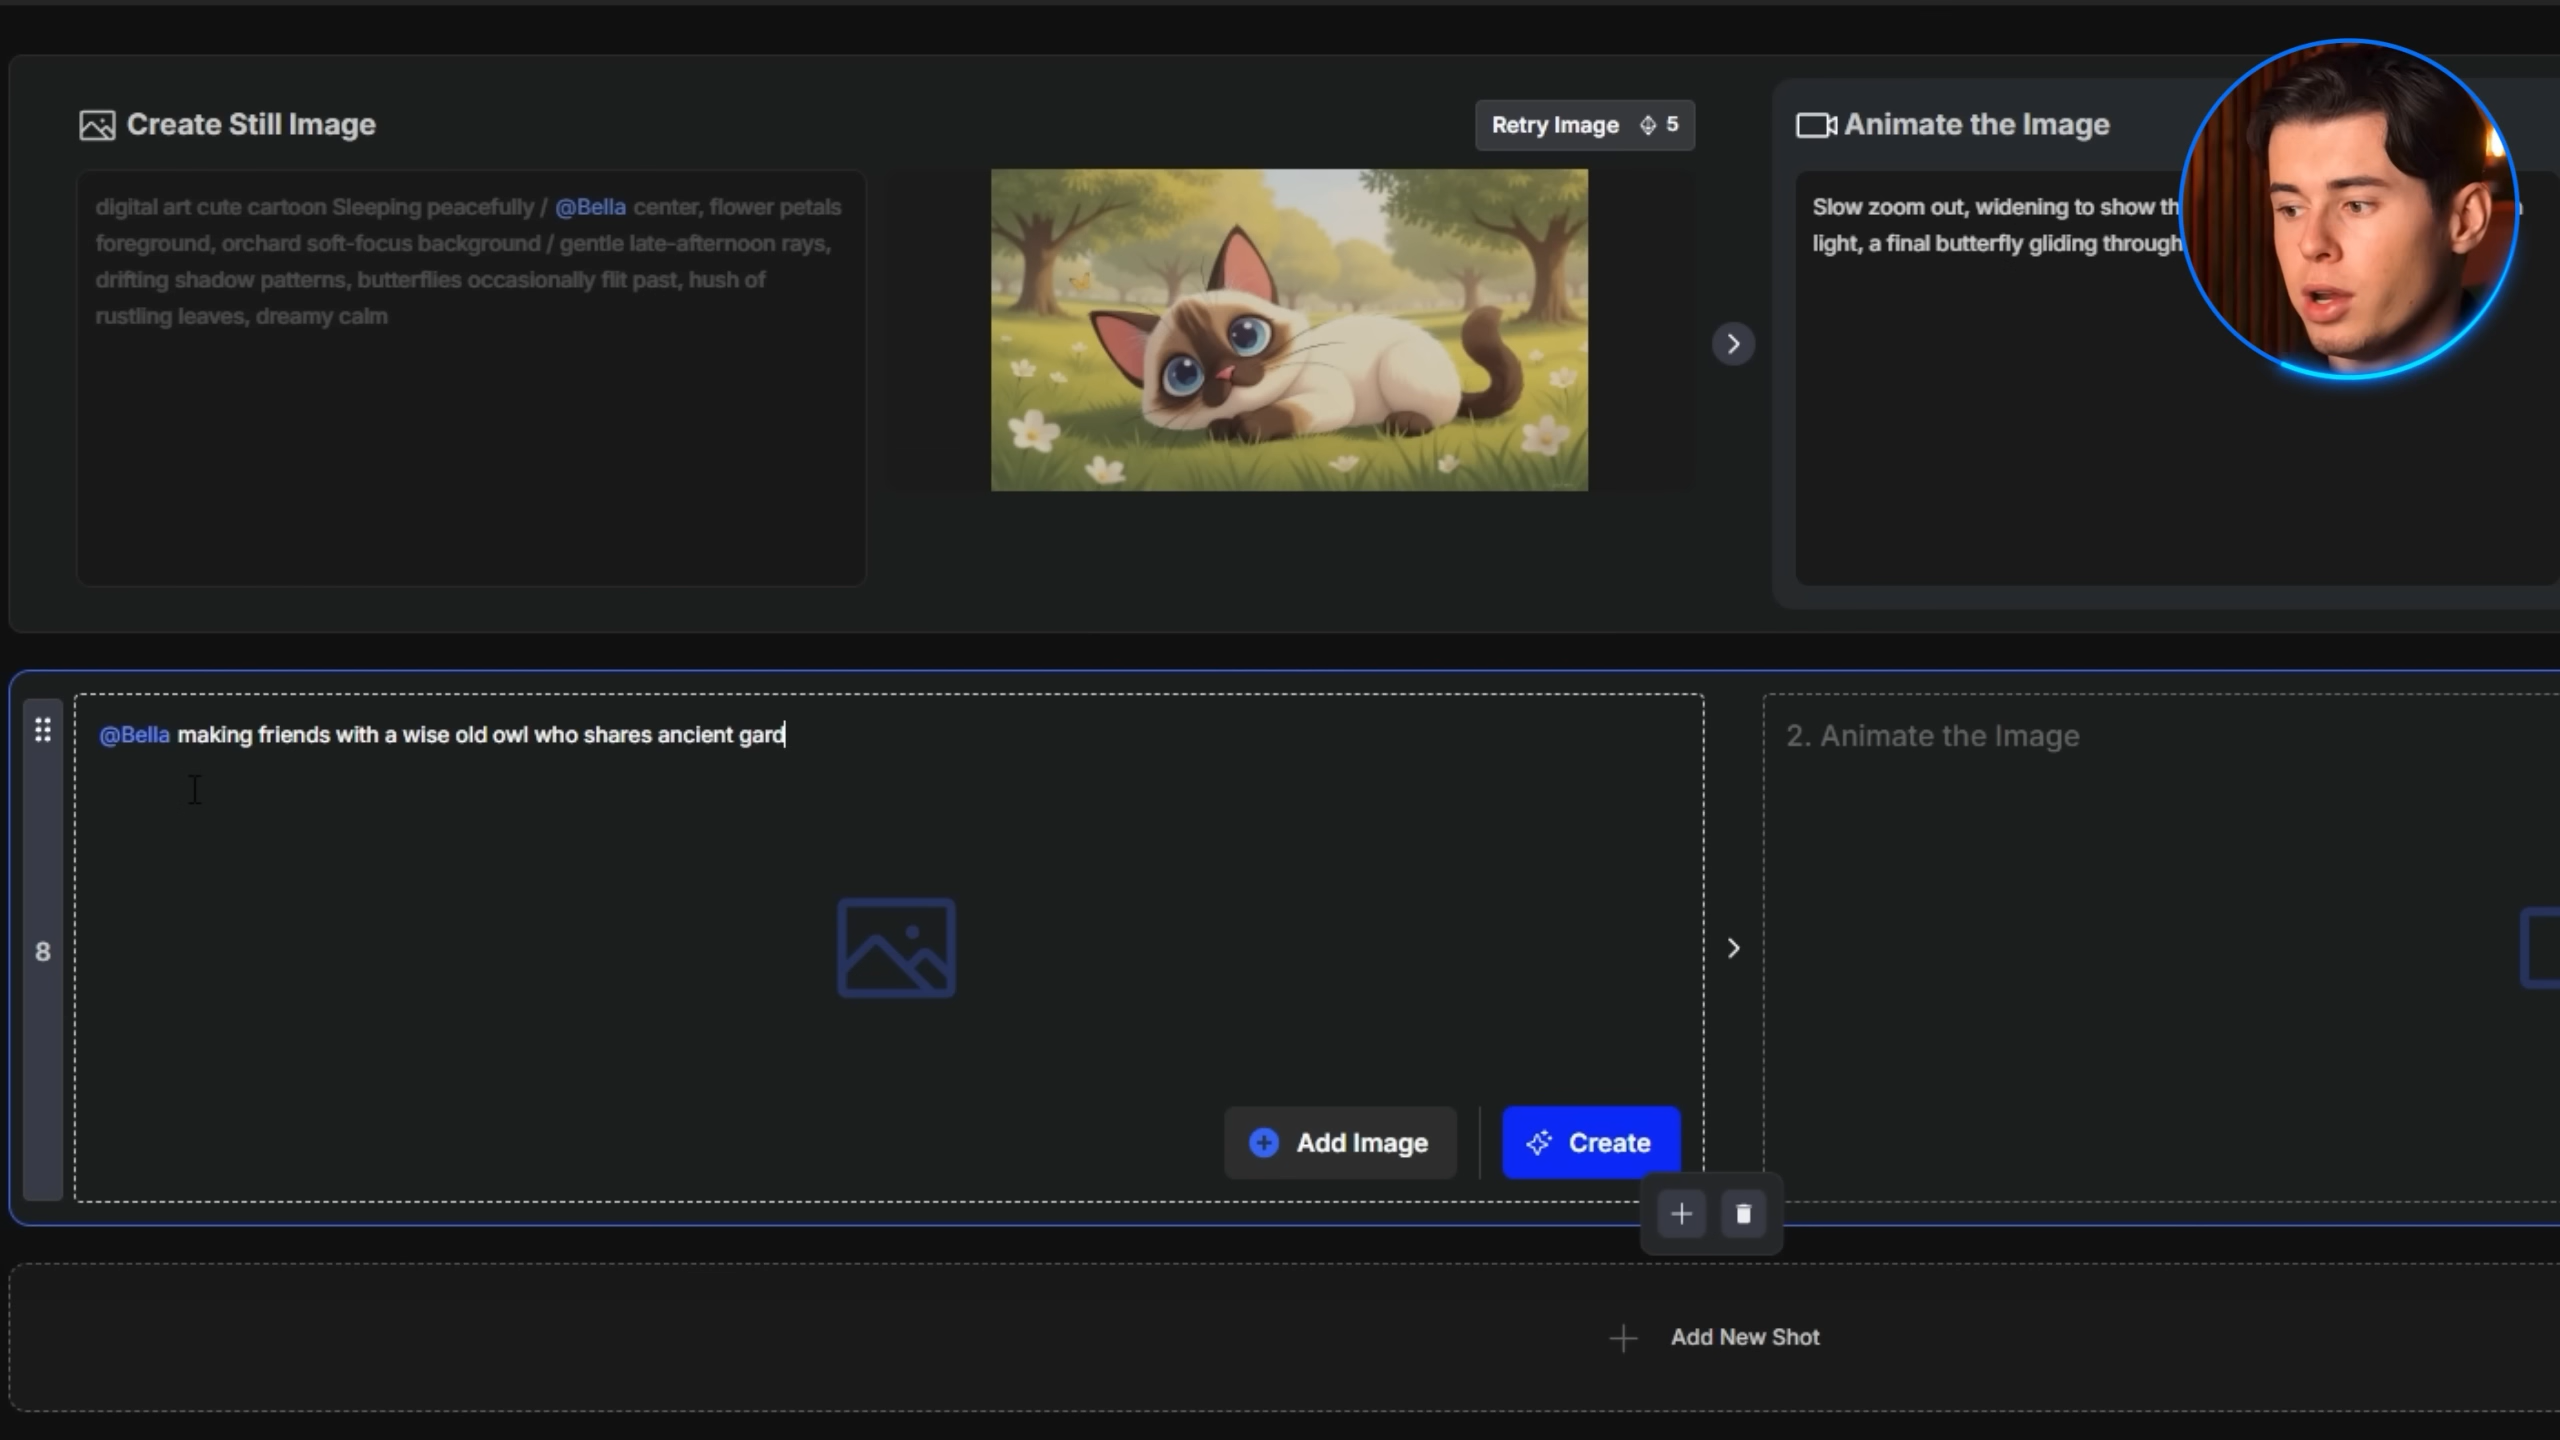 Create Still Image
Retry Image 5
digital art cute cartoon Sleeping peacefully / @Bella center, flower petals
foreground, orchard soft-focus background / gentle late-afternoon rays,
drifting shadow patterns, butterflies occasionally flit past, hush of
rustling leaves, dreamy calm
Animate the Image
Slow zoom out, widening to show
light, a final butterfly gliding through
8
@Bella making friends with a wise old owl who shares ancient gard
Add Image
Create
2. Animate the Image
Add New Shot